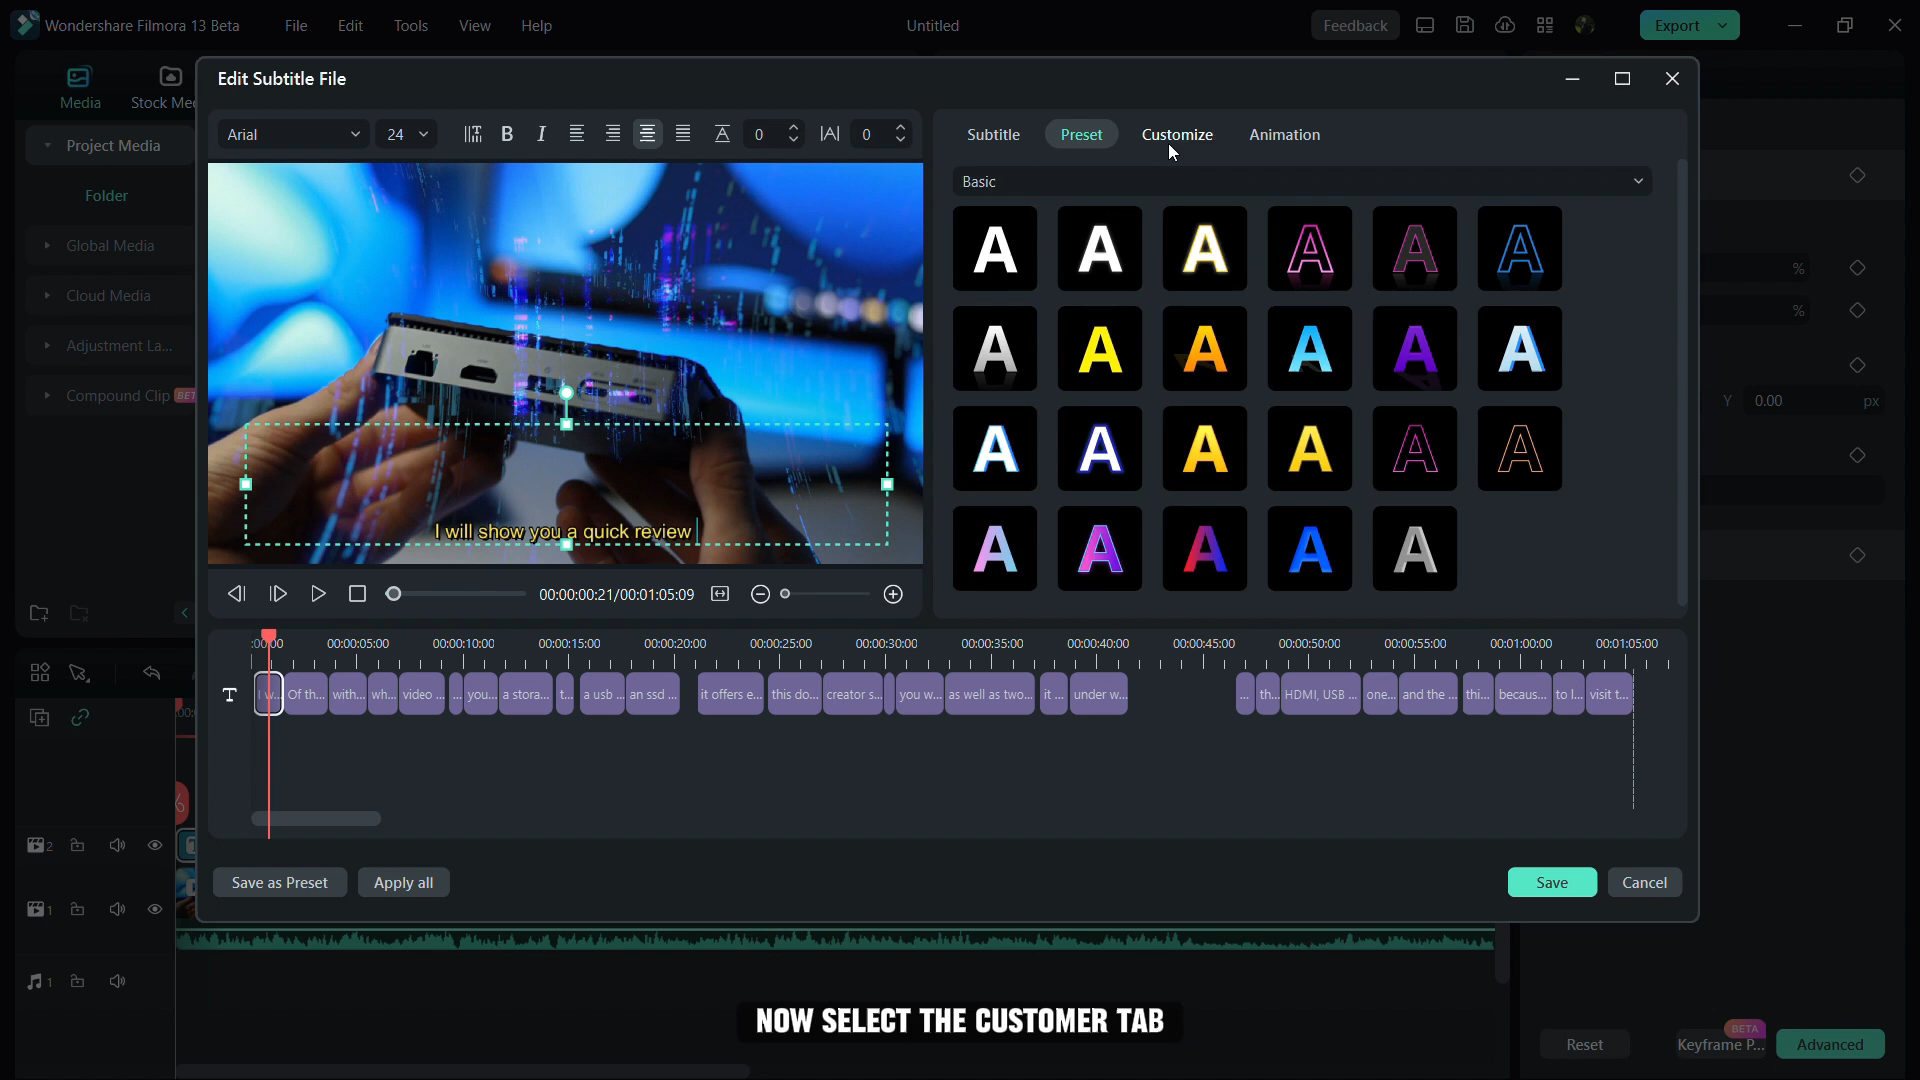 Wondershare Filmora 13 Beta
File
Edit
Tools
View
Help
Untitled
Feedback
Export
Media
Stock Me
Project Media
Folder
Global Media
Cloud Media
Adjustment La...
Compound Clip
Edit Subtitle File
Arial
24
B
I
0
0
Subtitle
Preset
Customize
Animation
Basic
A A A A A A
A A A A A A
A A A A A A
A A A A A
I will show you a quick review
00:00:00:21/00:01:05:09
00:00:05:00
00:00:10:00
00:00:15:00
00:00:20:00
00:00:25:00
00:00:30:00
00:00:35:00
00:00:40:00
00:00:45:00
00:00:50:00
00:00:55:00
00:01:00:00
00:01:05:00
T
I w...
Of th...
with...
wh...
video ...
...
you...
a stora...
t...
a usb ...
an ssd ...
it offers e...
this do...
creator s...
you w...
as well as two...
it ...
under w...
...
th...
HDMI, USB ...
one...
and the ...
thi...
becaus...
to l...
visit t...
Save as Preset
Apply all
Save
Cancel
%
%
Y
0.00
px
2
1
1
NOW SELECT THE CUSTOMER TAB
Reset
BETA
Keyframe P...
Advanced